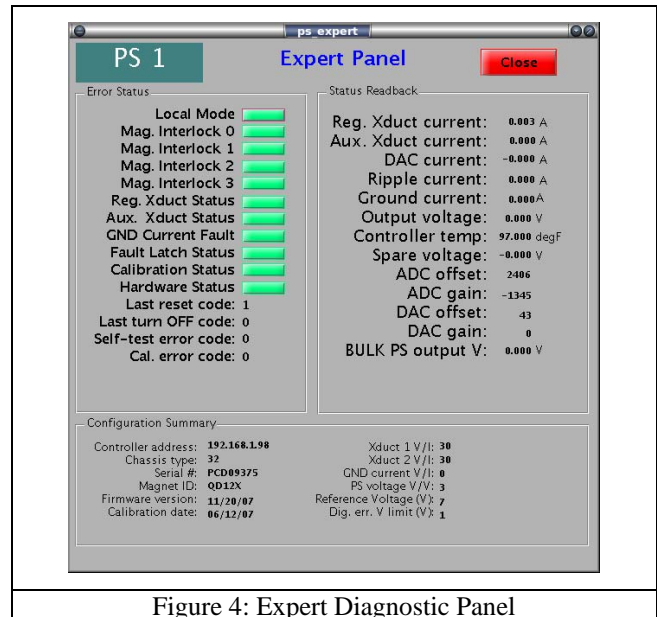 ps_expert
PS 1
Expert Panel
Close
Error Status
Local Mode
Mag. Interlock 0
Mag. Interlock 1
Mag. Interlock 2
Mag. Interlock 3
Reg. Xduct Status
Aux. Xduct Status
GND Current Fault
Fault Latch Status
Calibration Status
Hardware Status
Last reset code: 1
Last turn OFF code: 0
Self-test error code: 0
Cal. error code: 0
Status Readback
Reg. Xduct current: 0.003 A
Aux. Xduct current: 0.000 A
DAC current: -0.000 A
Ripple current: 0.000 A
Ground current: 0.000 A
Output voltage: 0.000 V
Controller temp: 97.000 degF
Spare voltage: -0.000 V
ADC offset: 2406
ADC gain: -1345
DAC offset: 43
DAC gain: 0
BULK PS output V: 0.000 V
Configuration Summary
Controller address: 192.168.1.98
Chassis type: 32
Serial #: PCD09375
Magnet ID: QD12X
Firmware version: 11/20/07
Calibration date: 06/12/07
Xduct 1 V/I: 30
Xduct 2 V/I: 30
GND current V/I: 0
PS voltage V/V: 3
Reference Voltage (V): 7
Dig. err. V limit (V): 1
Figure 4: Expert Diagnostic Panel